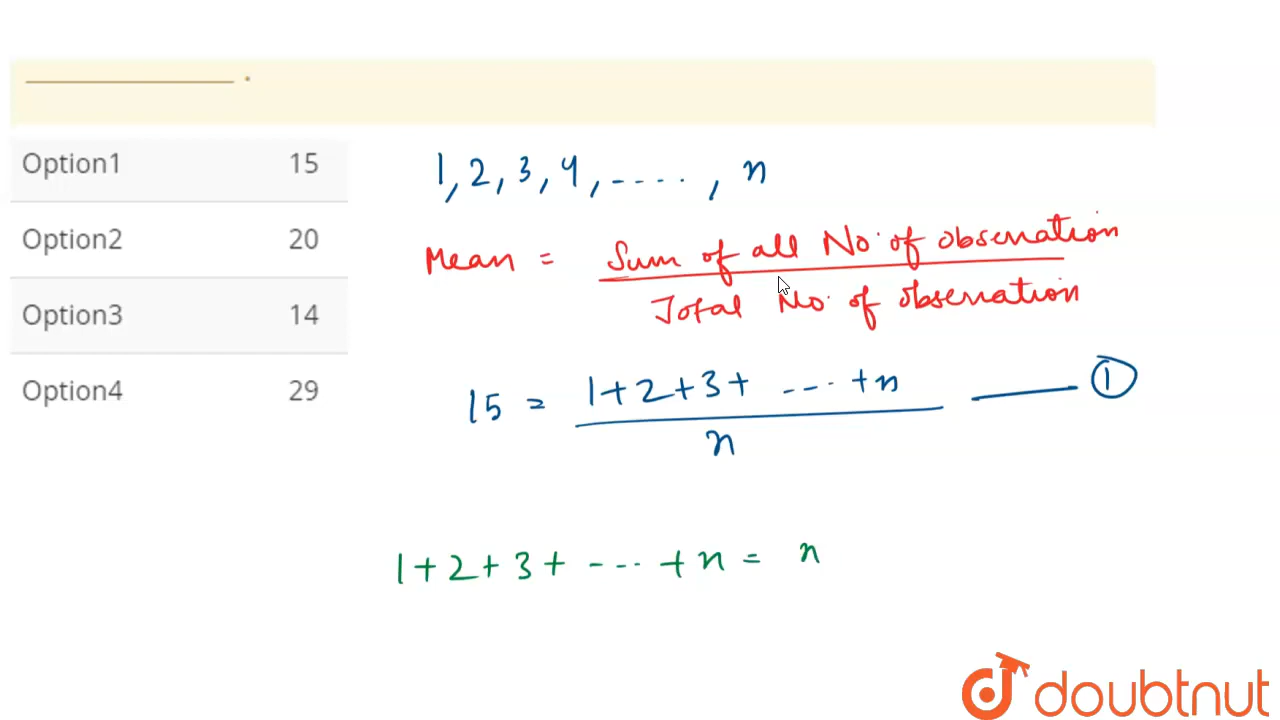 ____________ .
Option1 15
Option2 20
Option3 14
Option4 29
1, 2, 3, 4, ....., n
Mean = Sum of all No. of observation
Total No. of observation
15 = 1+2+3+ ---- +n ——— ①
n
1+2+3+ ----- +n = n
doubtnut